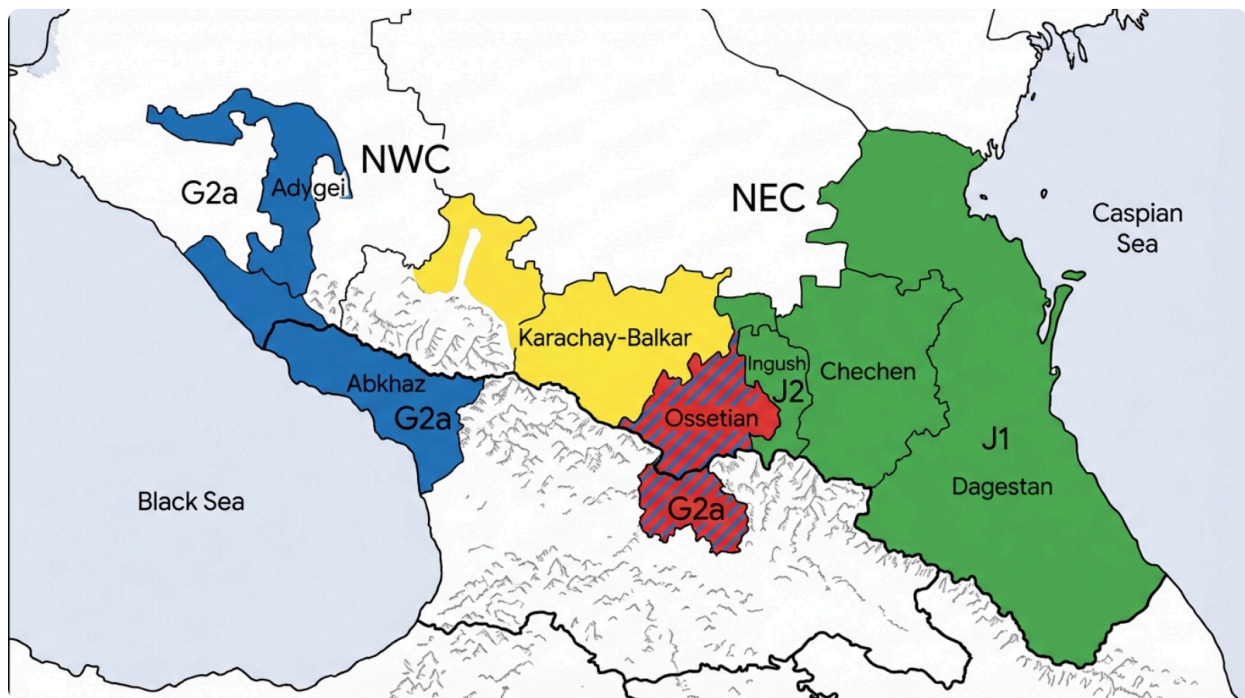 NWC
G2a
Adygei
NEC
Caspian
Sea
Karachay-Balkar
Ingush
J2
Chechen
Abkhaz
G2a
Ossetian
J1
Dagestan
Black Sea
G2a